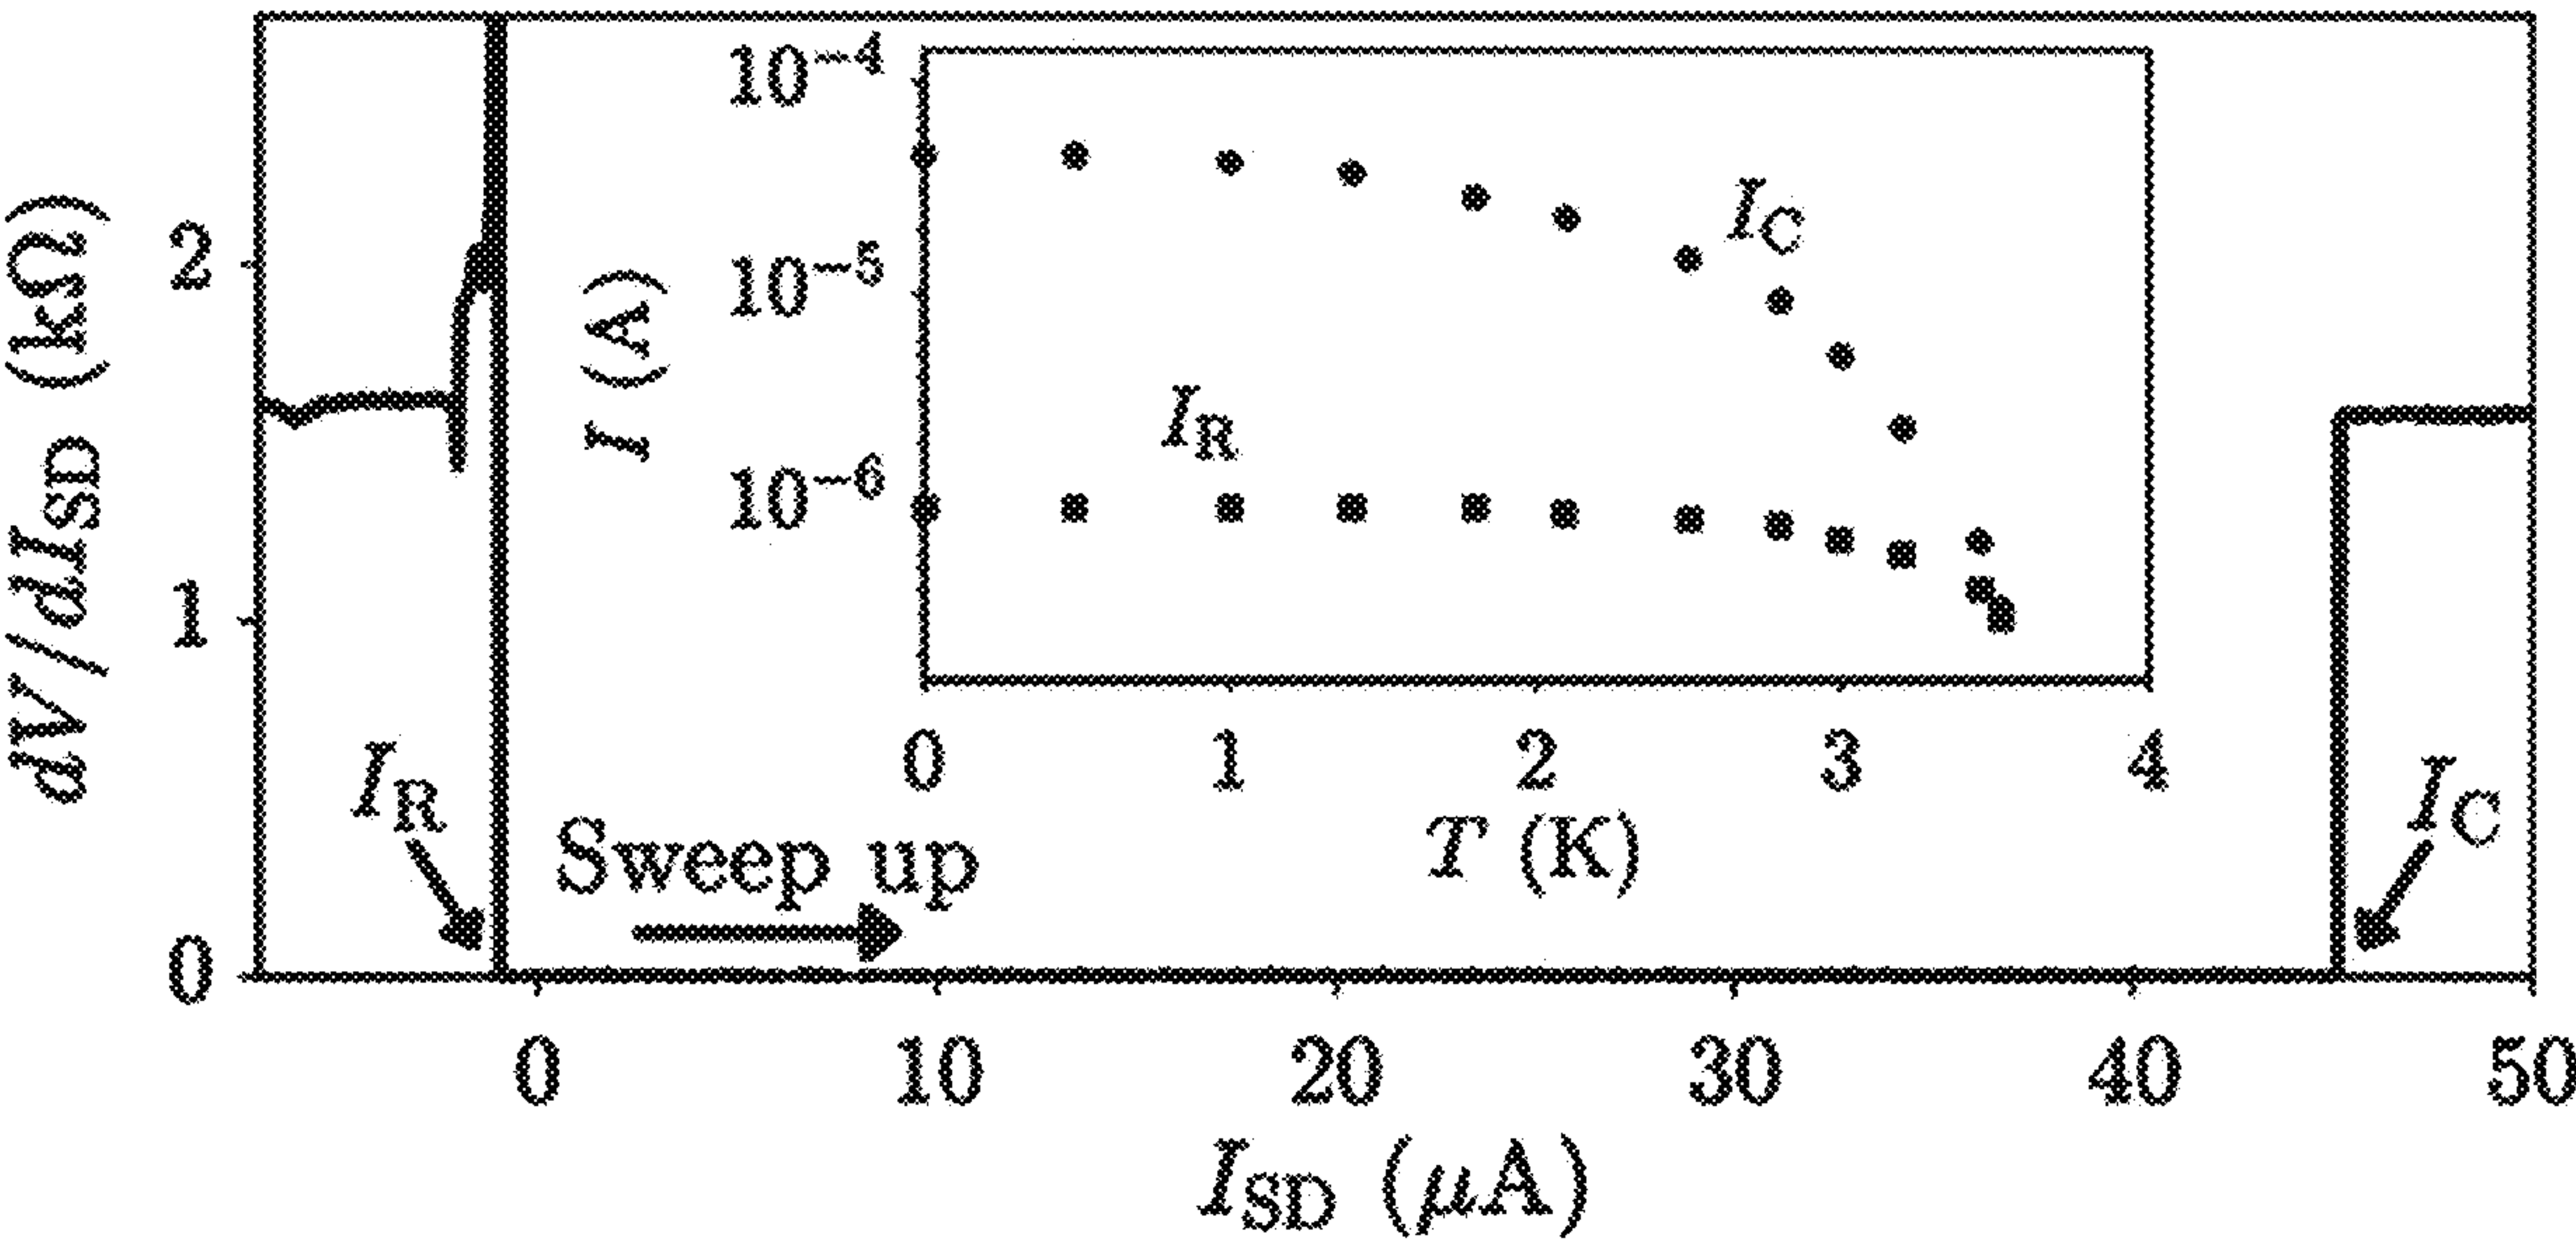 dV//dI_SD (kΩ)
2
1
0
I (A)
10^−4
10^−5
10^−6
I_C
I_R
0 1 2 3 4
T (K)
I_R
Sweep up
I_C
0 10 20 30 40 50
I_SD (μA)